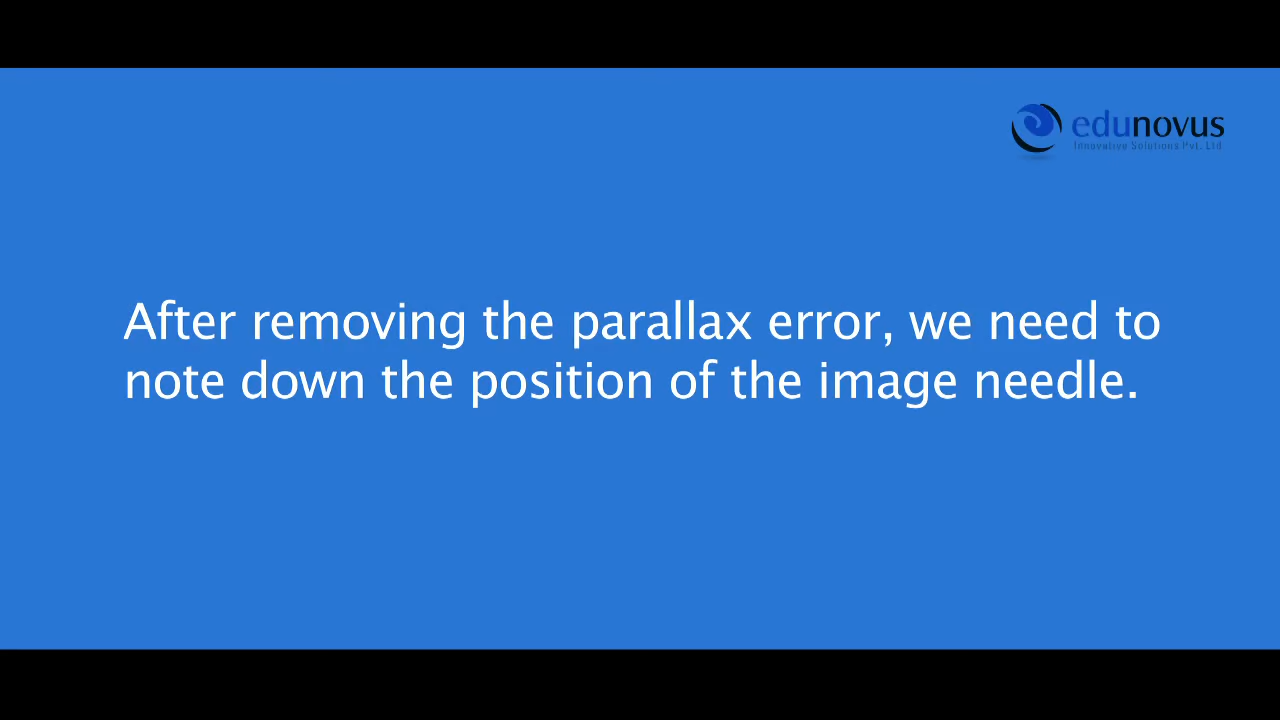 edunovus
Innovative Solutions Pvt. Ltd
After removing the parallax error, we need to
note down the position of the image needle.